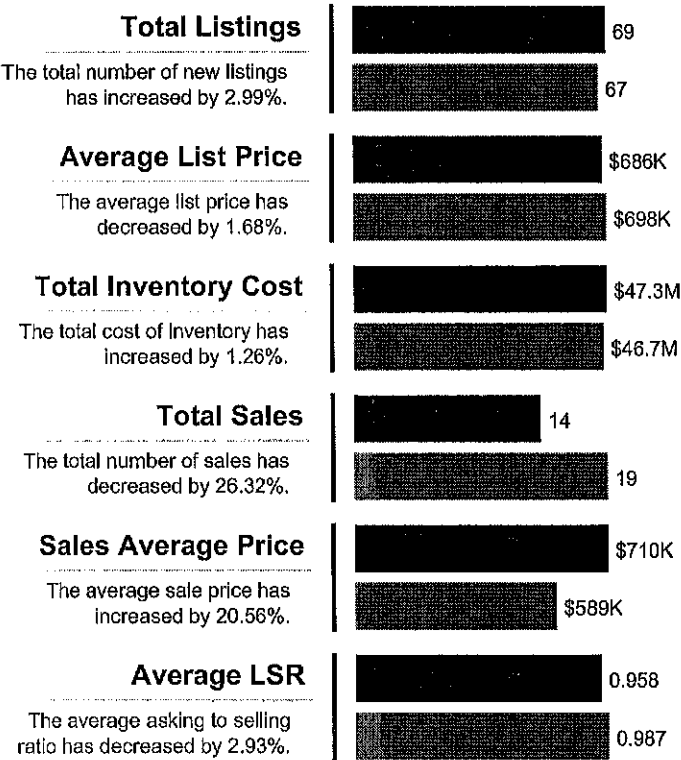 Total Listings
69
The total number of new listings
has increased by 2.99%.
67
Average List Price
$686K
The average list price has
decreased by 1.68%.
$698K
Total Inventory Cost
$47.3M
The total cost of Inventory has
increased by 1.26%.
$46.7M
Total Sales
14
The total number of sales has
decreased by 26.32%.
19
Sales Average Price
$710K
The average sale price has
increased by 20.56%.
$589K
Average LSR
0.958
The average asking to selling
ratio has decreased by 2.93%.
0.987